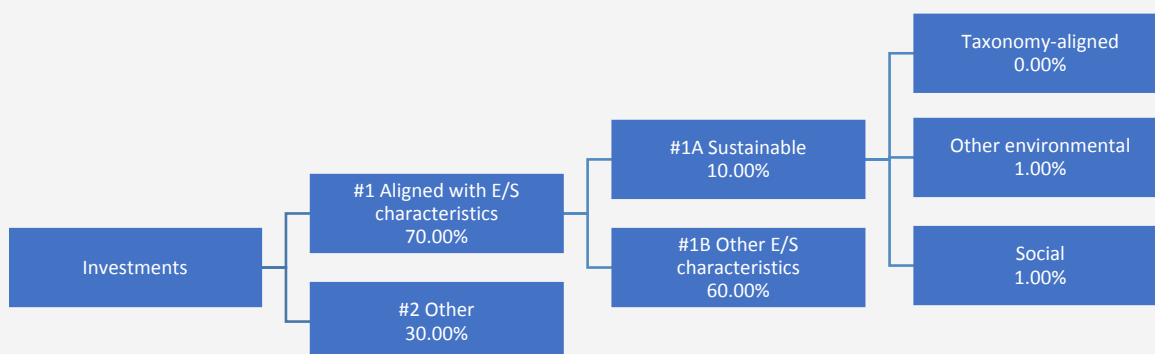 Investments
#1 Aligned with E/S
characteristics
70.00%
#2 Other
30.00%
#1A Sustainable
10.00%
#1B Other E/S
characteristics
60.00%
Taxonomy-aligned
0.00%
Other environmental
1.00%
Social
1.00%